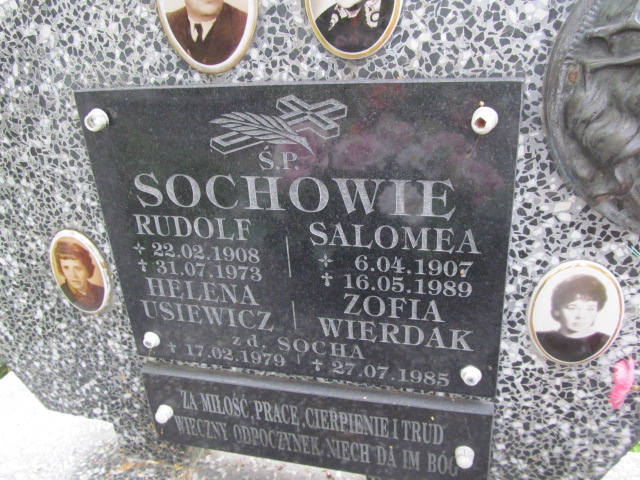 Ś.P.
SOCHOWIE
RUDOLF SALOMEA
22.02.1908 6.04.1907
31.07.1973 16.05.1989
HELENA ZOFIA
USIEWICZ WIERDAK
z d. SOCHA
17.02.1979 27.07.1985
ZA MIŁOŚĆ, PRACĘ, CIERPIENIE I TRUD
WIECZNY ODPOCZYNEK NIECH DA IM BÓG